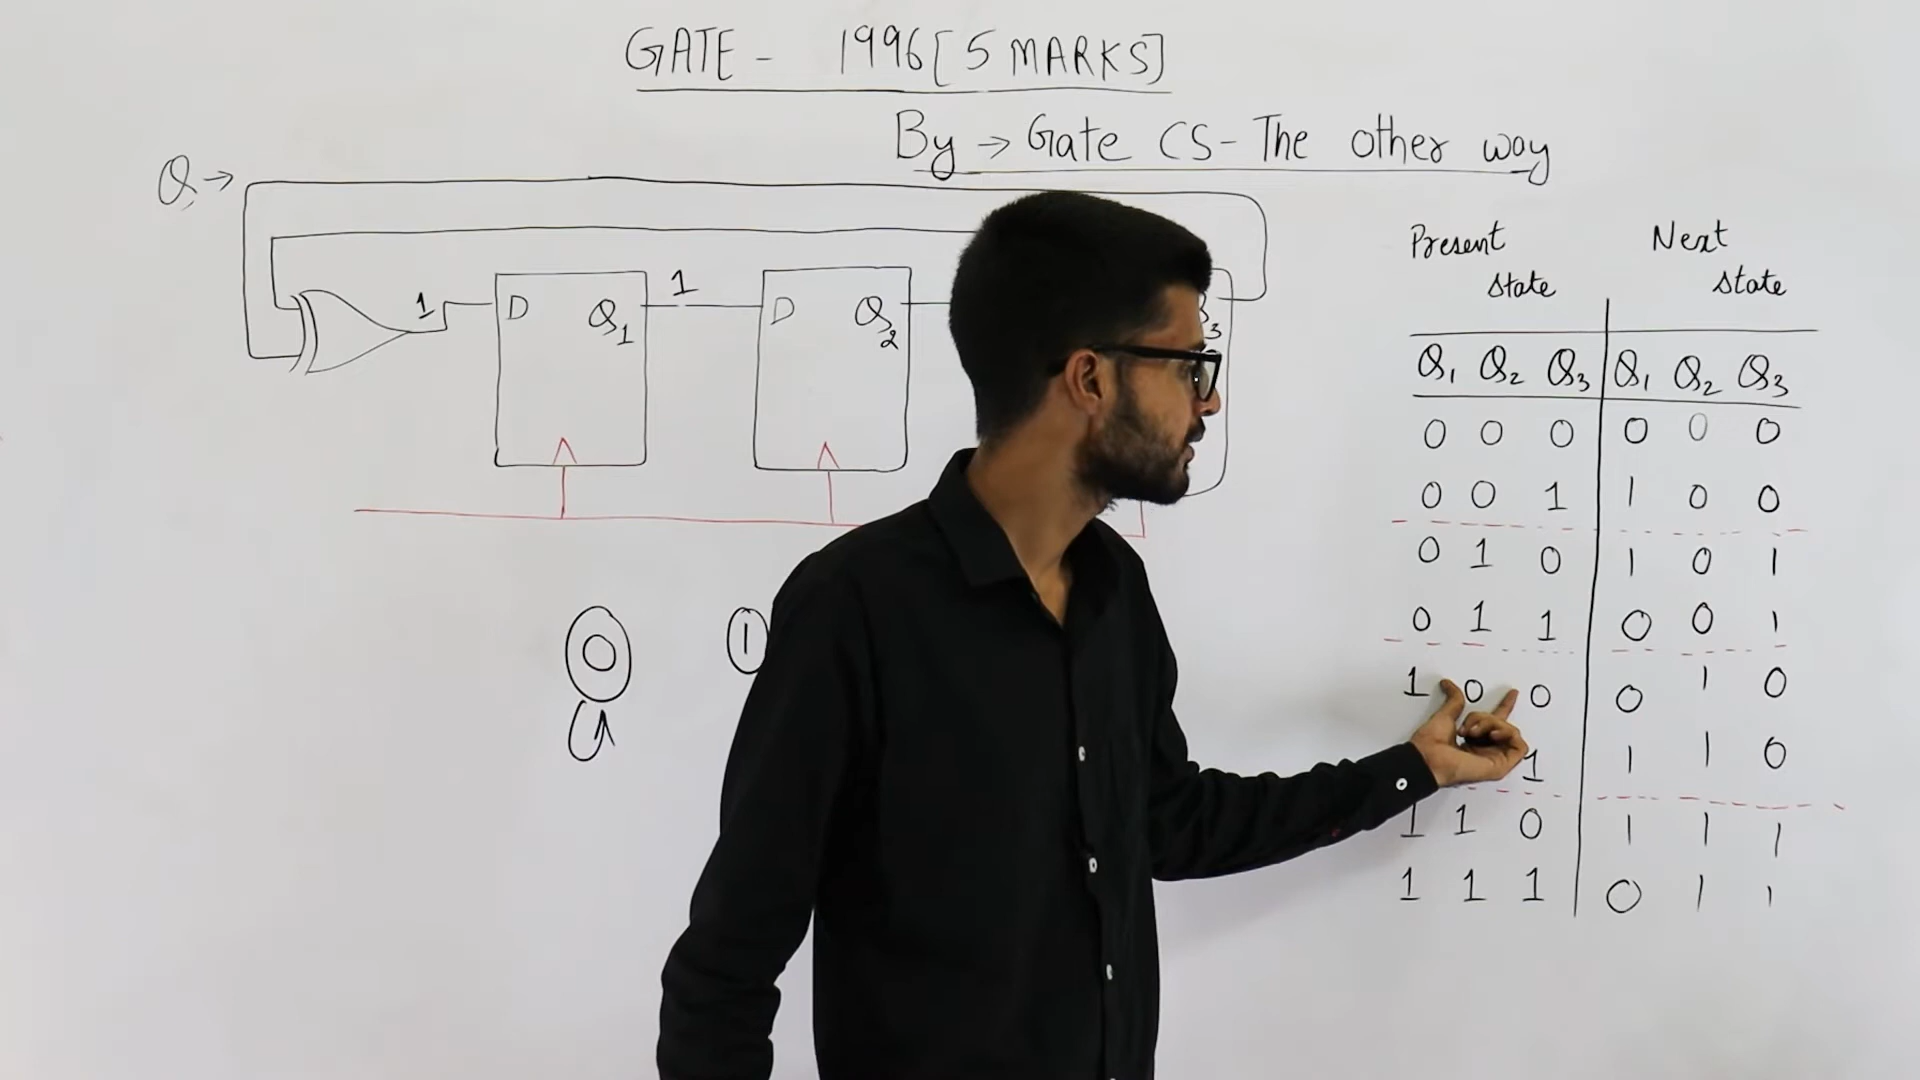 GATE - 1996 [5 MARKS]
By → Gate CS - The other way
Q →
1 D Q1 1 D Q2 3
0 1
Present state Next state
Q1 Q2 Q3 Q1 Q2 Q3
0 0 0 0 0 0
0 0 1 1 0 0
0 1 0 1 0 1
0 1 1 0 0 1
1 0 0 0 1 0
1 1 1 0
1 1 0 1 1 1
1 1 1 0 1 1